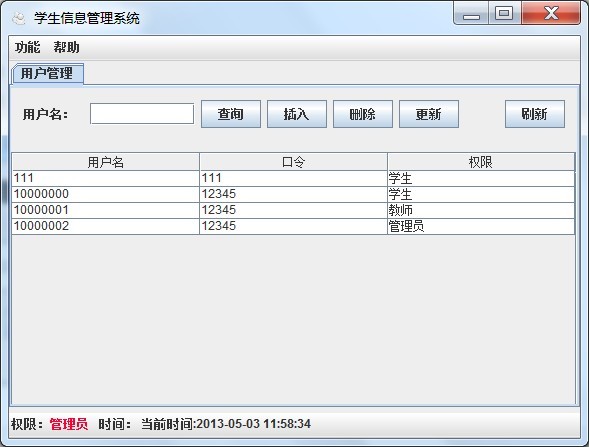 学生信息管理系统
功能 帮助
用户管理
用户名： 查询 插入 删除 更新 刷新
用户名 口令 权限
111 111 学生
10000000 12345 学生
10000001 12345 教师
10000002 12345 管理员
权限：管理员 时间： 当前时间:2013-05-03 11:58:34